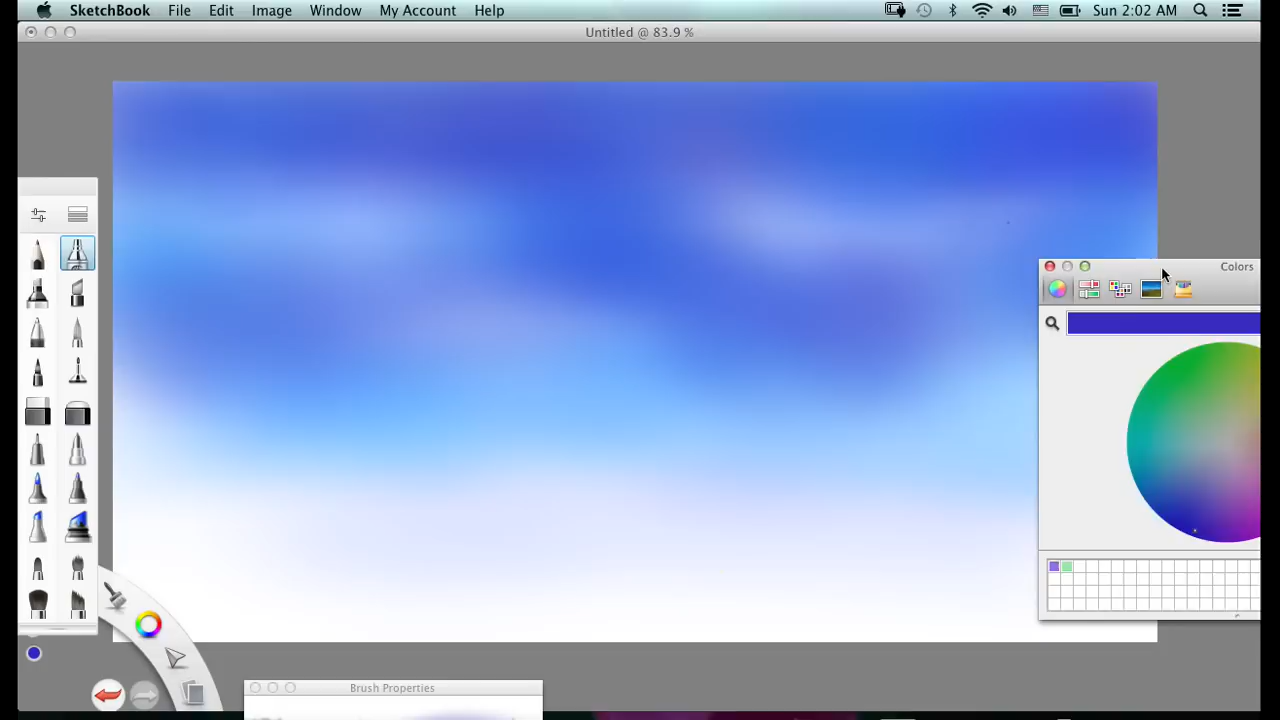 SketchBook File Edit Image Window My Account Help Sun 2:02 AM
Untitled @ 83.9 %
Colors
Brush Properties